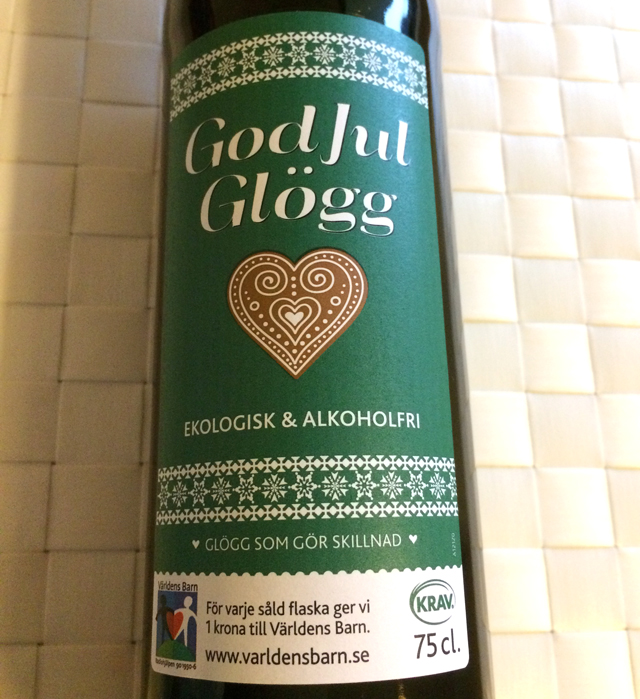 God Jul
Glögg
EKOLOGISK & ALKOHOLFRI
♥ GLÖGG SOM GÖR SKILLNAD ♥
Världens Barn
För varje såld flaska ger vi
1 krona till Världens Barn.
www.varldensbarn.se
KRAV
75 cl.